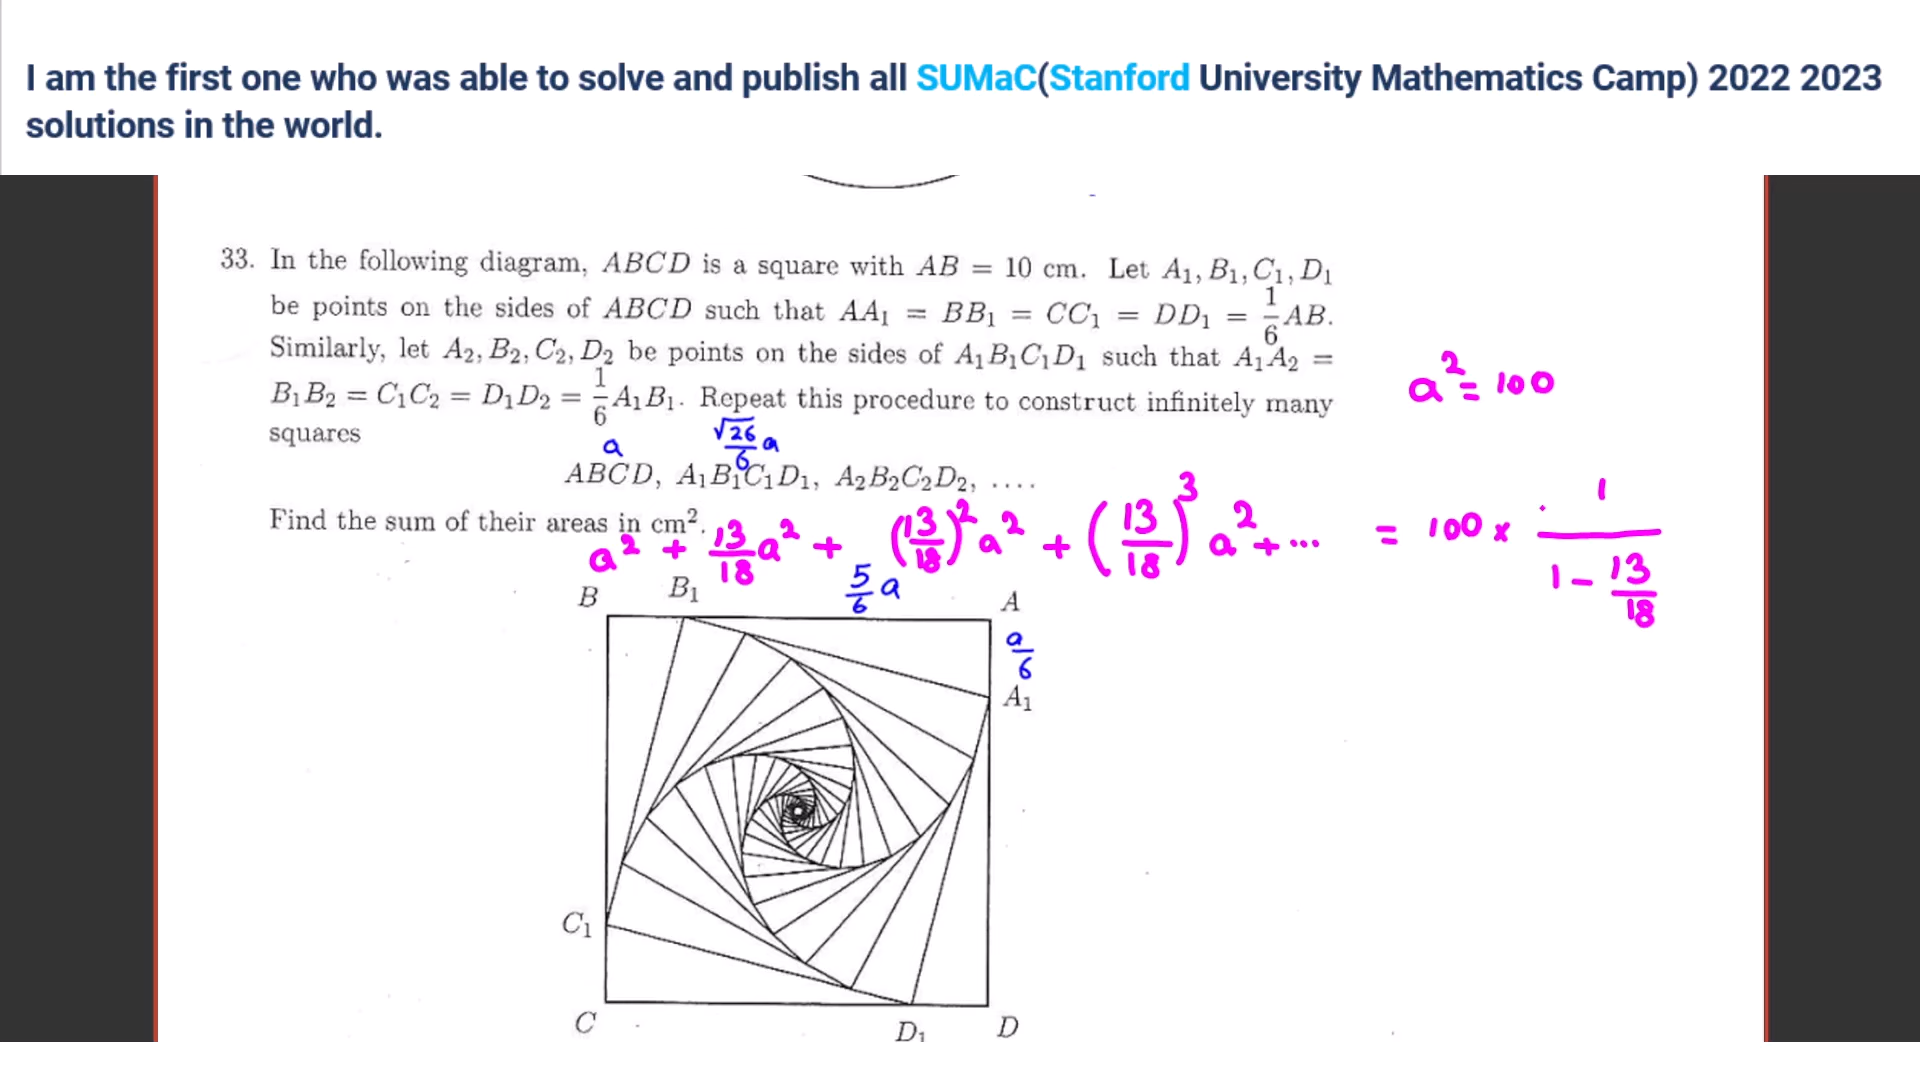 I am the first one who was able to solve and publish all SUMaC(Stanford University Mathematics Camp) 2022 2023
solutions in the world.
33. In the following diagram, ABCD is a square with AB = 10 cm. Let A₁, B₁, C₁, D₁
be points on the sides of ABCD such that AA₁ = BB₁ = CC₁ = DD₁ = 1/6 AB.
Similarly, let A₂, B₂, C₂, D₂ be points on the sides of A₁B₁C₁D₁ such that A₁A₂ =
B₁B₂ = C₁C₂ = D₁D₂ = 1/6 A₁B₁. Repeat this procedure to construct infinitely many
squares
a² = 100
a √26/6 a
ABCD, A₁B₁C₁D₁, A₂B₂C₂D₂, ....
Find the sum of their areas in cm².
a² + 13/18 a² + (13/18)² a² + (13/18)³ a² + ... = 100 × 1/(1 - 13/18)
B B₁ 5/6 a A
a/6
A₁
C₁
C D₁ D